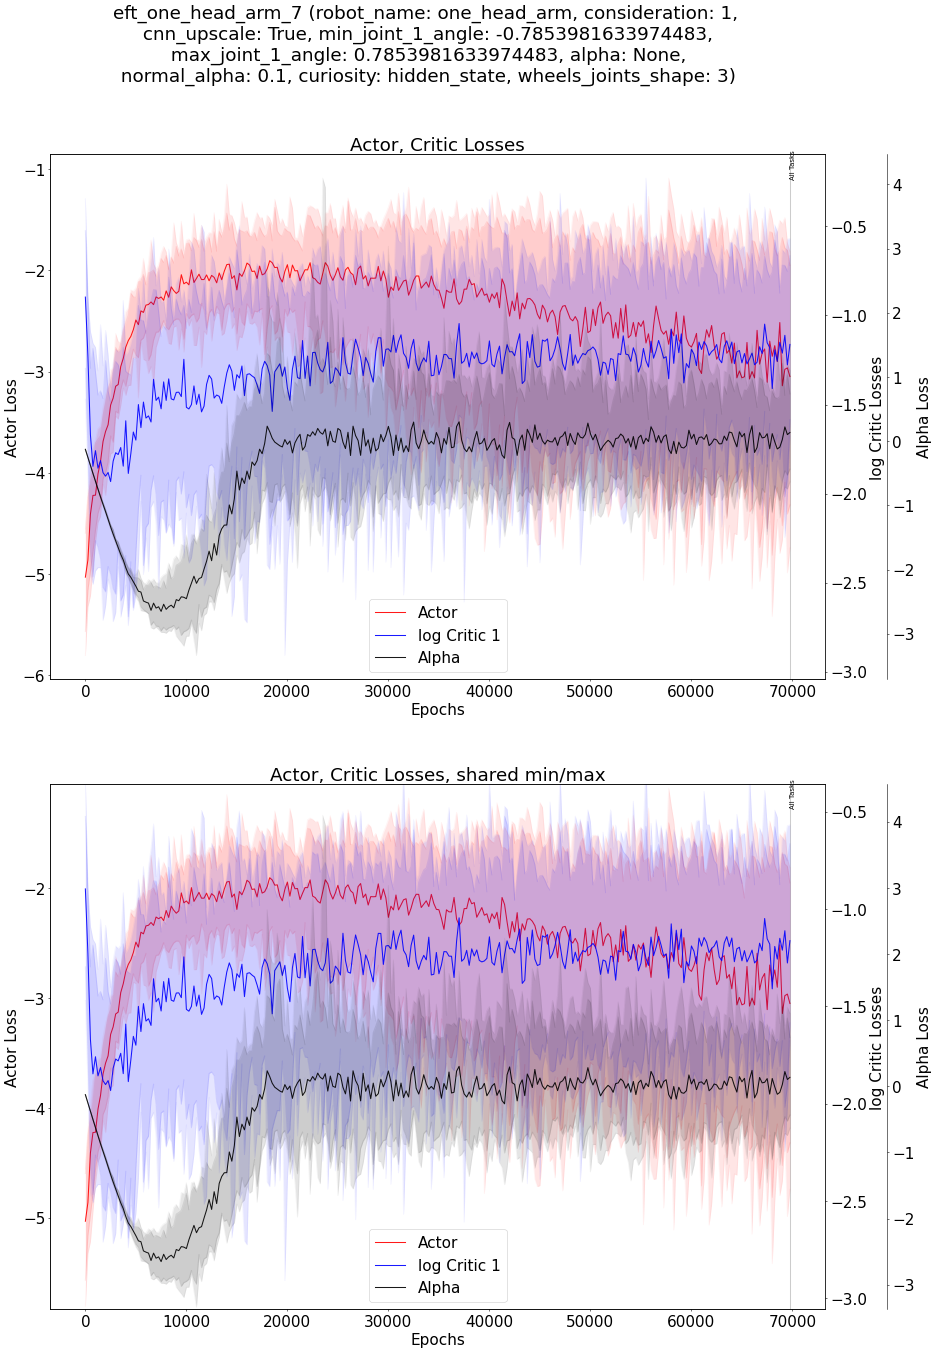 eft_one_head_arm_7 (robot_name: one_head_arm, consideration: 1,
cnn_upscale: True, min_joint_1_angle: -0.7853981633974483,
max_joint_1_angle: 0.7853981633974483, alpha: None,
normal_alpha: 0.1, curiosity: hidden_state, wheels_joints_shape: 3)
Actor, Critic Losses
All Tasks
−1
−2
−3
−4
−5
−6
Actor Loss
−0.5
−1.0
−1.5
−2.0
−2.5
−3.0
log Critic Losses
4
3
2
1
0
−1
−2
−3
Alpha Loss
Actor
log Critic 1
Alpha
0 10000 20000 30000 40000 50000 60000 70000
Epochs
Actor, Critic Losses, shared min/max
All Tasks
−2
−3
−4
−5
Actor Loss
−0.5
−1.0
−1.5
−2.0
−2.5
−3.0
log Critic Losses
4
3
2
1
0
−1
−2
−3
Alpha Loss
Actor
log Critic 1
Alpha
0 10000 20000 30000 40000 50000 60000 70000
Epochs